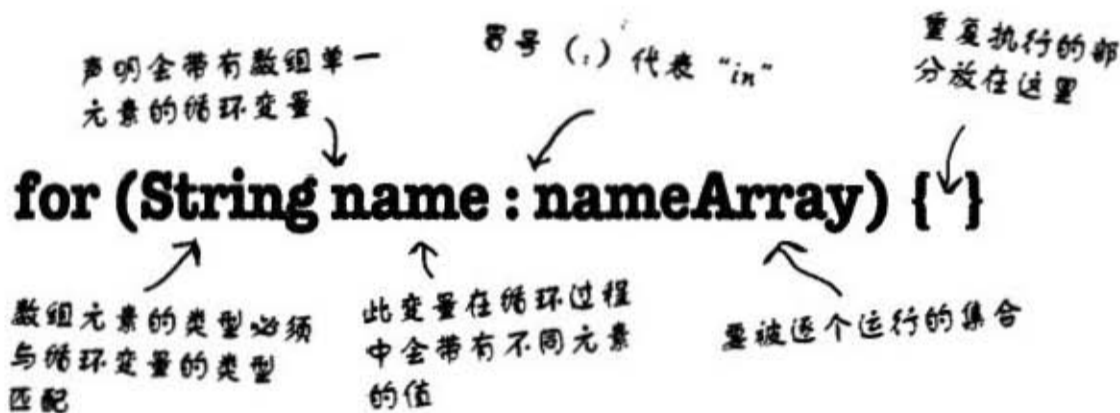 声明会带有数组单一
元素的循环变量
冒号（:）代表 “in”
重复执行的部
分放在这里
for (String name : nameArray) { }
数组元素的类型必须
与循环变量的类型
匹配
此变量在循环过程
中会带有不同元素
的值
要被逐个运行的集合